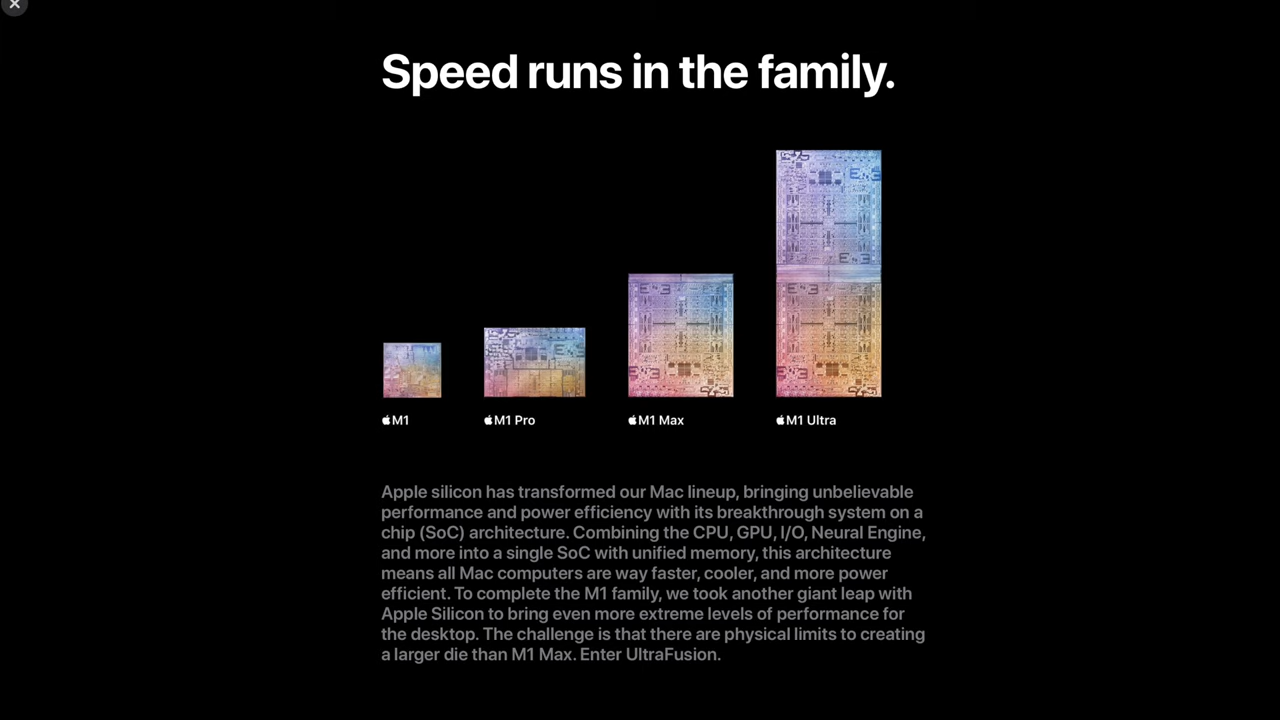 Speed runs in the family.
M1
M1 Pro
M1 Max
M1 Ultra
Apple silicon has transformed our Mac lineup, bringing unbelievable
performance and power efficiency with its breakthrough system on a
chip (SoC) architecture. Combining the CPU, GPU, I/O, Neural Engine,
and more into a single SoC with unified memory, this architecture
means all Mac computers are way faster, cooler, and more power
efficient. To complete the M1 family, we took another giant leap with
Apple Silicon to bring even more extreme levels of performance for
the desktop. The challenge is that there are physical limits to creating
a larger die than M1 Max. Enter UltraFusion.